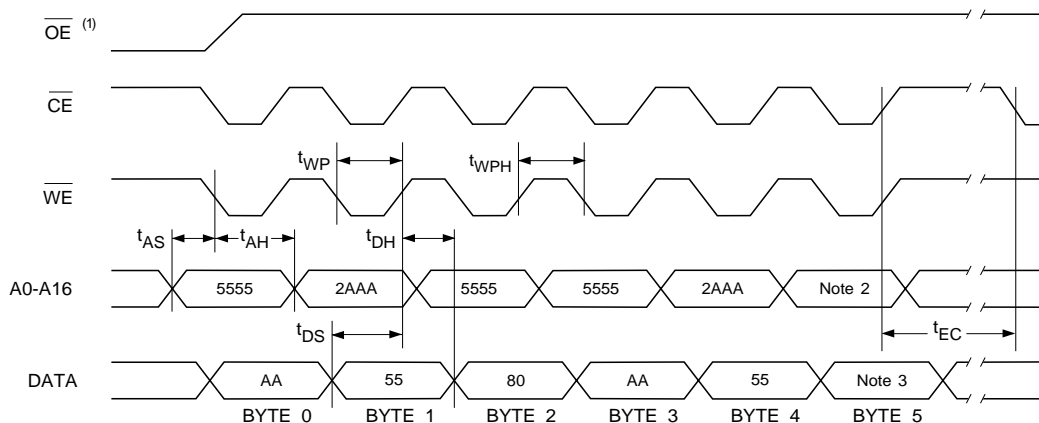 OE (1)
CE
tWP
tWPH
WE
tAS
tAH
tDH
A0-A16
5555
2AAA
5555
5555
2AAA
Note 2
tDS
tEC
DATA
AA
55
80
AA
55
Note 3
BYTE 0
BYTE 1
BYTE 2
BYTE 3
BYTE 4
BYTE 5